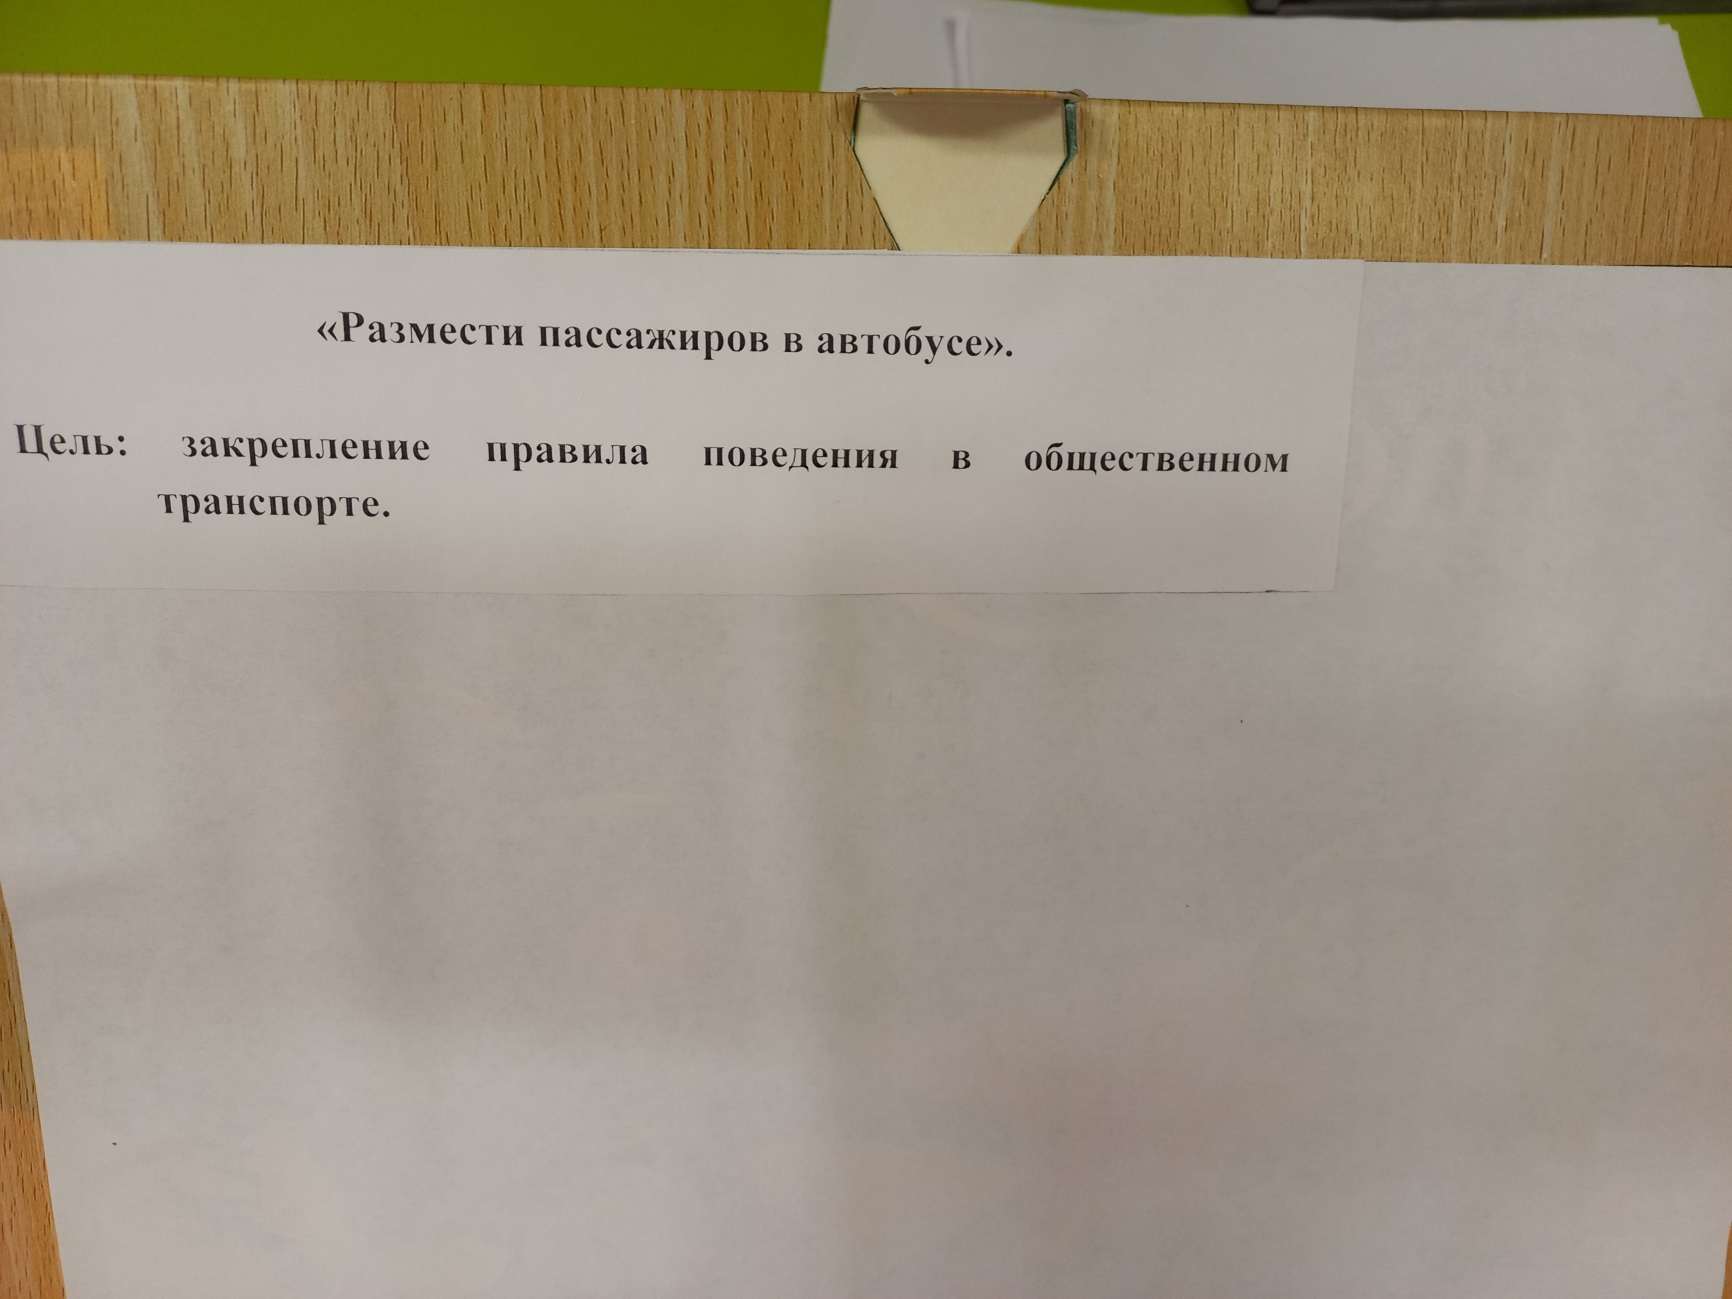 «Размести пассажиров в автобусе».
Цель: закрепление правила поведения в общественном
транспорте.